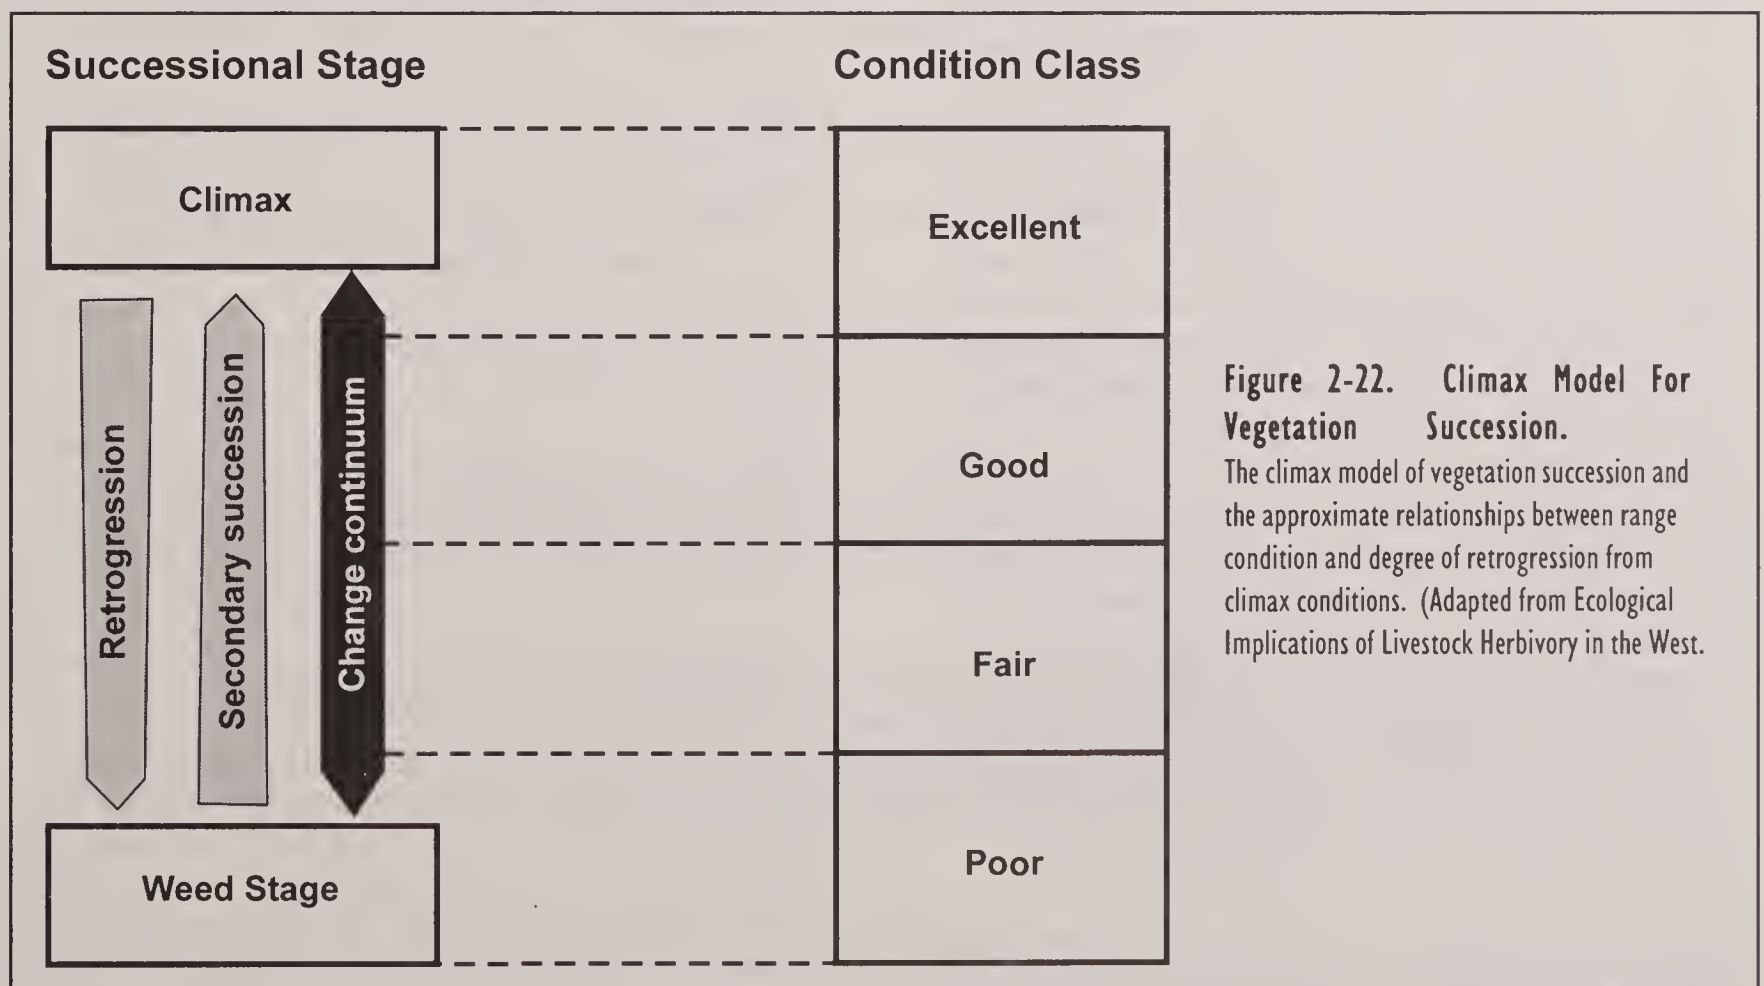 Successional Stage
Condition Class
Climax
Retrogression
Secondary succession
Change continuum
Weed Stage
Excellent
Good
Fair
Poor
Figure 2-22. Climax Model For
Vegetation Succession.
The climax model of vegetation succession and
the approximate relationships between range
condition and degree of retrogression from
climax conditions. (Adapted from Ecological
Implications of Livestock Herbivory in the West.